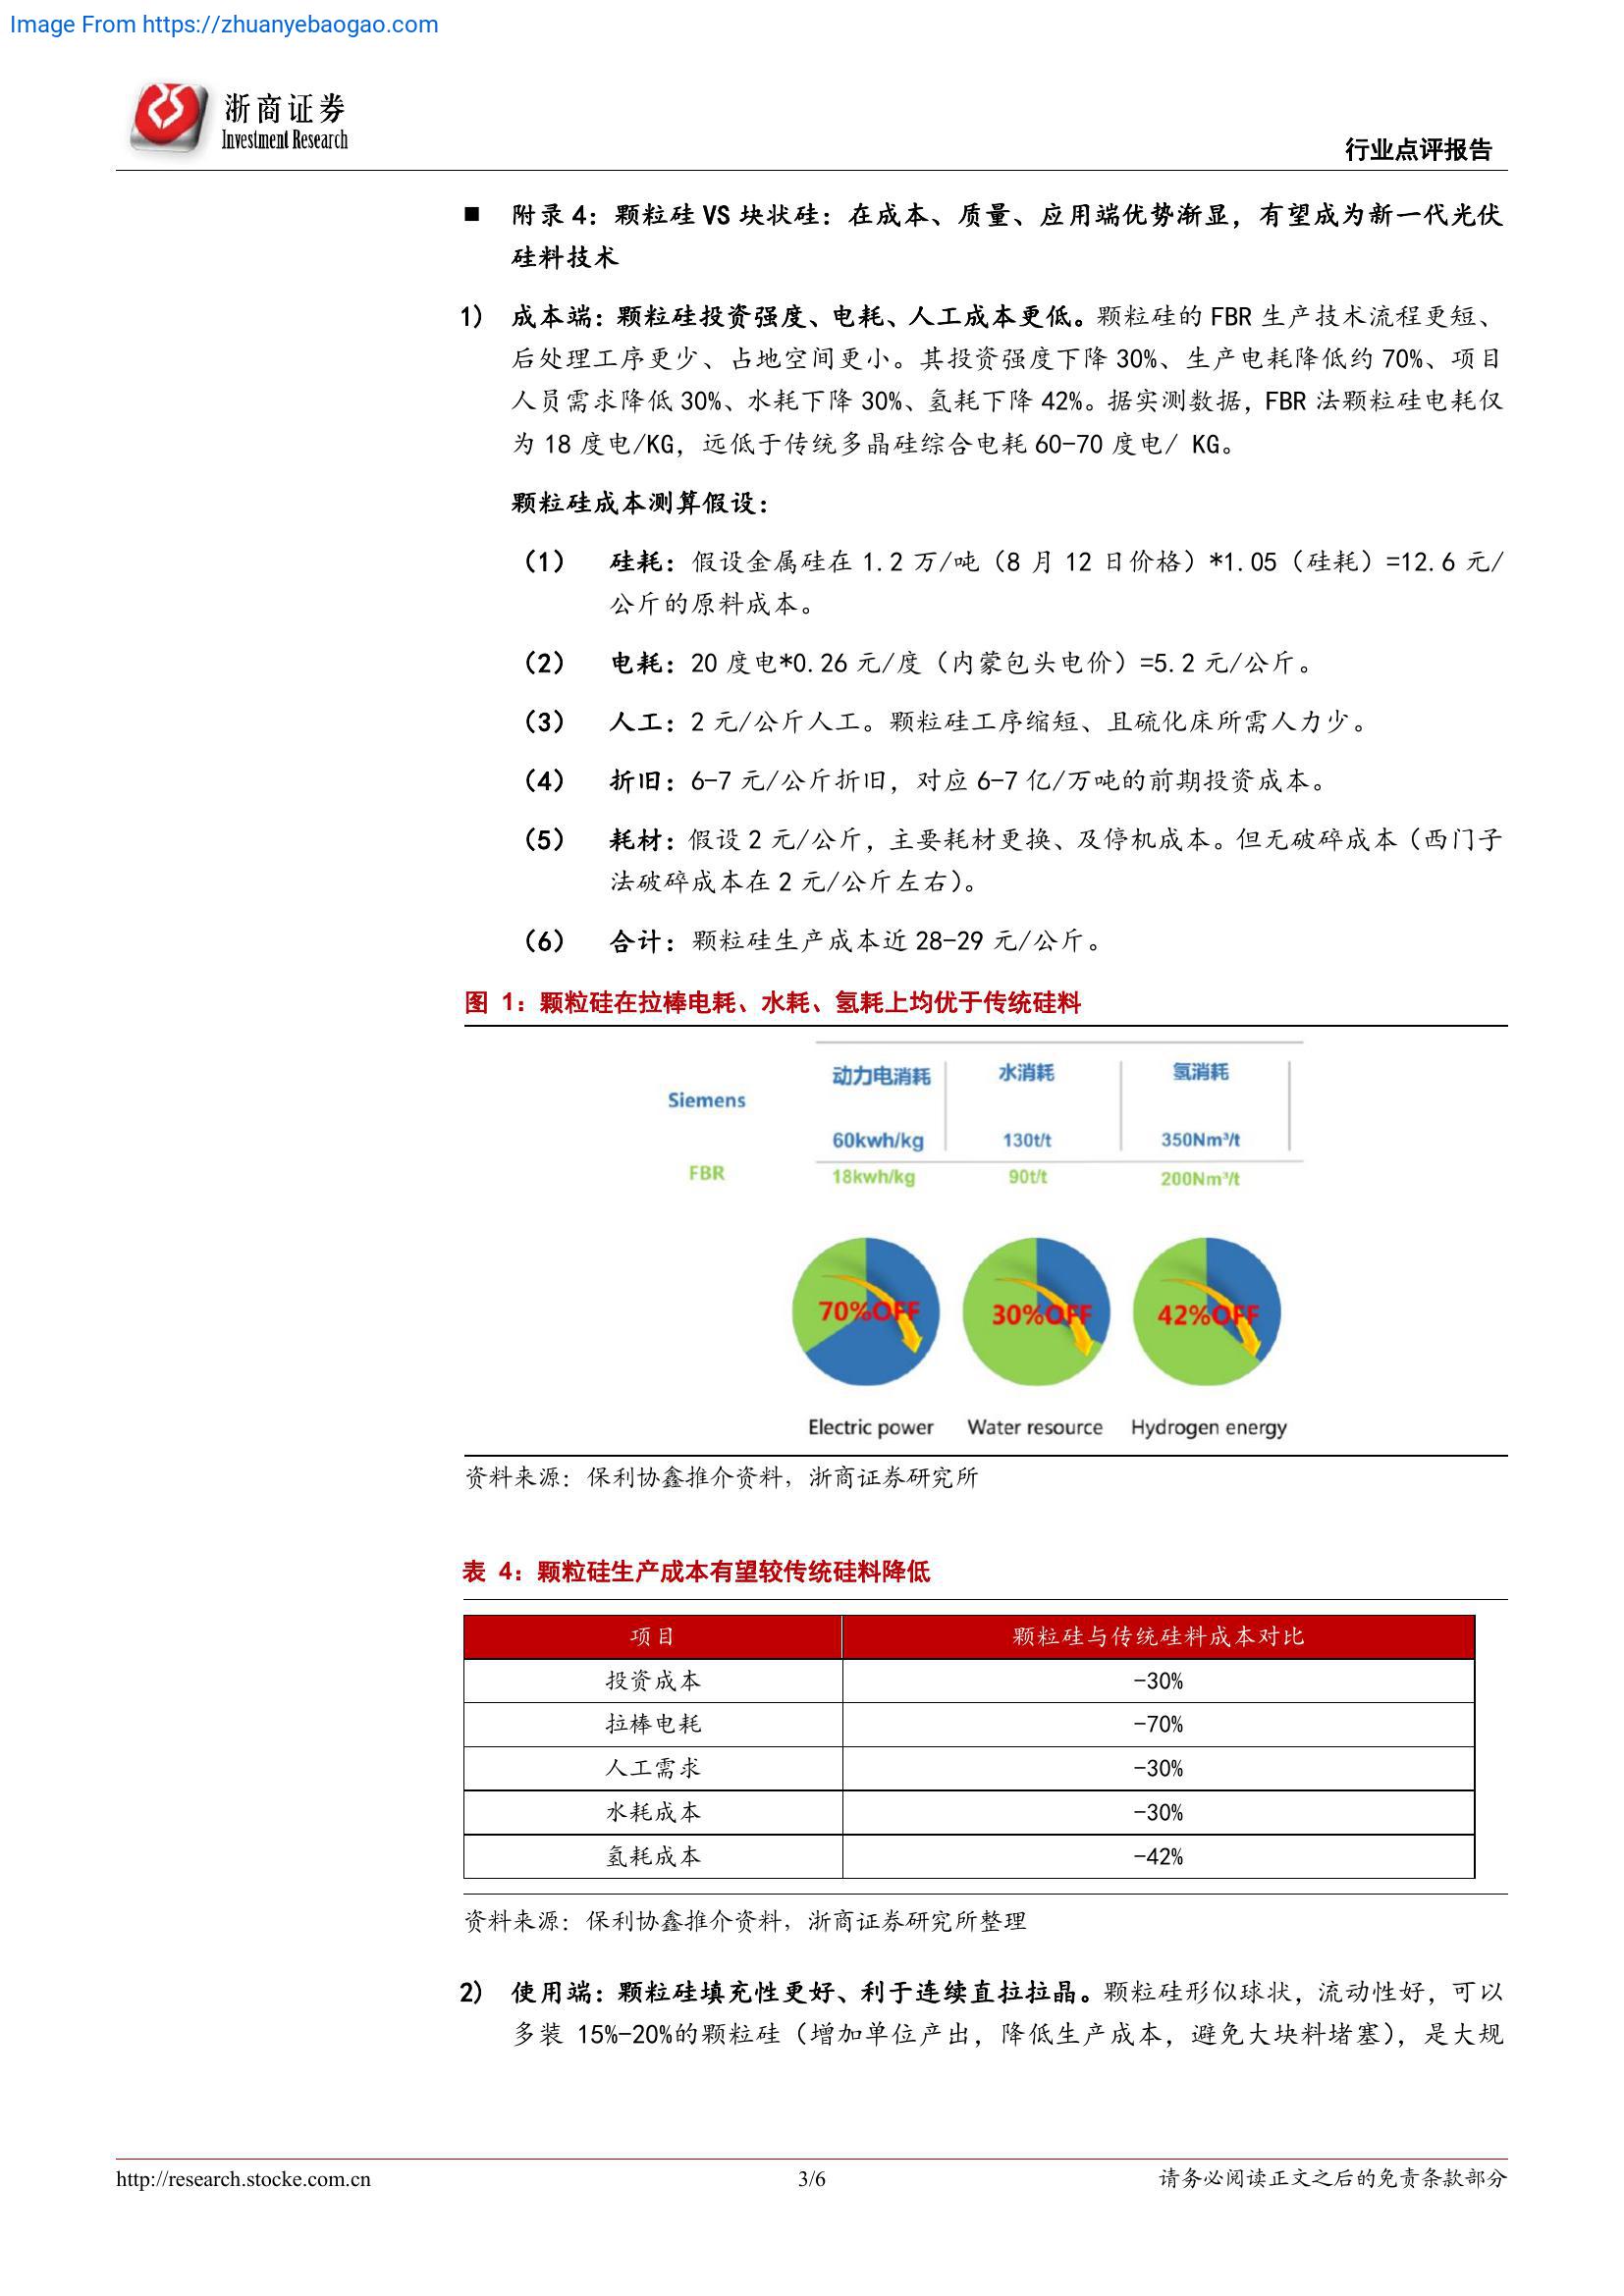 Image From https://zhuanyebaogao.com
浙商证券
Investment Research
行业点评报告
■ 附录 4：颗粒硅 VS 块状硅：在成本、质量、应用端优势渐显，有望成为新一代光伏
硅料技术
1) 成本端：颗粒硅投资强度、电耗、人工成本更低。颗粒硅的 FBR 生产技术流程更短、
后处理工序更少、占地空间更小。其投资强度下降 30%、生产电耗降低约 70%、项目
人员需求降低 30%、水耗下降 30%、氢耗下降 42%。据实测数据，FBR 法颗粒硅电耗仅
为 18 度电/KG，远低于传统多晶硅综合电耗 60-70 度电/ KG。
颗粒硅成本测算假设：
（1） 硅耗：假设金属硅在 1.2 万/吨（8 月 12 日价格）*1.05（硅耗）=12.6 元/
公斤的原料成本。
（2） 电耗：20 度电*0.26 元/度（内蒙包头电价）=5.2 元/公斤。
（3） 人工：2 元/公斤人工。颗粒硅工序缩短、且硫化床所需人力少。
（4） 折旧：6-7 元/公斤折旧，对应 6-7 亿/万吨的前期投资成本。
（5） 耗材：假设 2 元/公斤，主要耗材更换、及停机成本。但无破碎成本（西门子
法破碎成本在 2 元/公斤左右）。
（6） 合计：颗粒硅生产成本近 28-29 元/公斤。
图 1：颗粒硅在拉棒电耗、水耗、氢耗上均优于传统硅料
动力电消耗 水消耗 氢消耗
Siemens
60kwh/kg 130t/t 350Nm³/t
FBR 18kwh/kg 90t/t 200Nm³/t
70%OFF 30%OFF 42%OFF
Electric power Water resource Hydrogen energy
资料来源：保利协鑫推介资料，浙商证券研究所
表 4：颗粒硅生产成本有望较传统硅料降低
项目 颗粒硅与传统硅料成本对比
投资成本 -30%
拉棒电耗 -70%
人工需求 -30%
水耗成本 -30%
氢耗成本 -42%
资料来源：保利协鑫推介资料，浙商证券研究所整理
2) 使用端：颗粒硅填充性更好、利于连续直拉拉晶。颗粒硅形似球状，流动性好，可以
多装 15%-20%的颗粒硅（增加单位产出，降低生产成本，避免大块料堵塞），是大规
http://research.stocke.com.cn 3/6 请务必阅读正文之后的免责条款部分